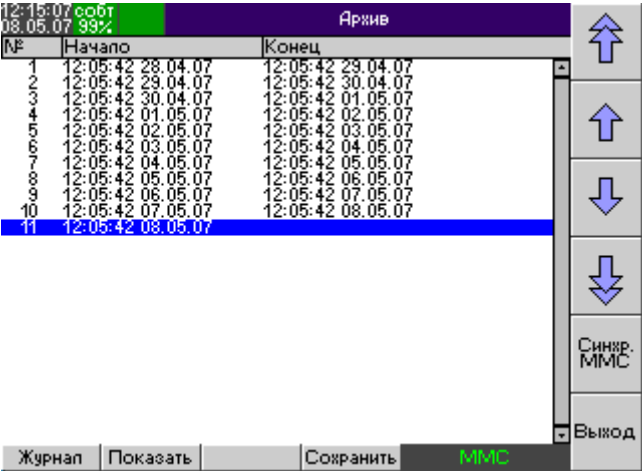 12:15:07 собт
Архив
08.05.07 99%
№ Начало Конец
1 12:05:42 28.04.07 12:05:42 29.04.07
2 12:05:42 29.04.07 12:05:42 30.04.07
3 12:05:42 30.04.07 12:05:42 01.05.07
4 12:05:42 01.05.07 12:05:42 02.05.07
5 12:05:42 02.05.07 12:05:42 03.05.07
6 12:05:42 03.05.07 12:05:42 04.05.07
7 12:05:42 04.05.07 12:05:42 05.05.07
8 12:05:42 05.05.07 12:05:42 06.05.07
9 12:05:42 06.05.07 12:05:42 07.05.07
10 12:05:42 07.05.07 12:05:42 08.05.07
11 12:05:42 08.05.07
Синхр.
ММС
Выход
Журнал Показать Сохранить ММС